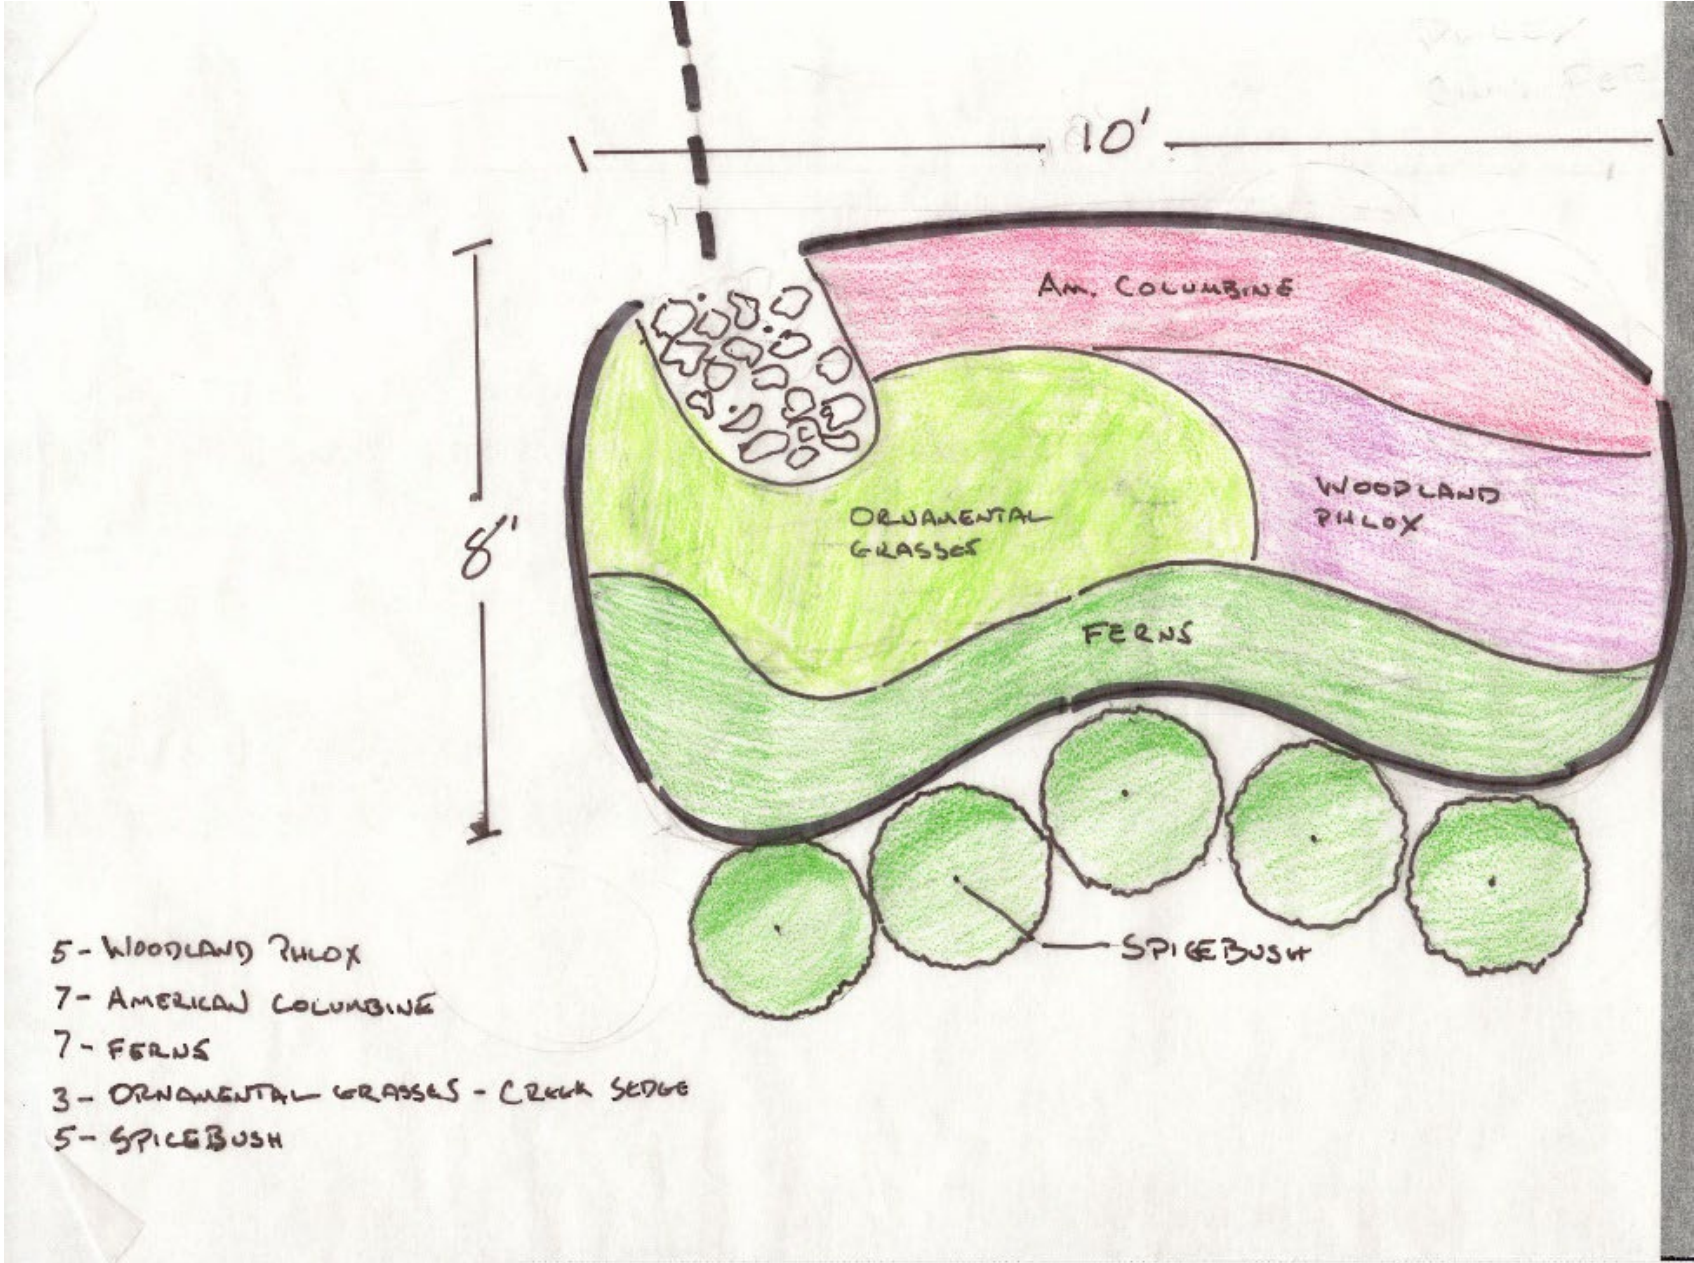 10'
AM. COLUMBINE
8'
WOODLAND
PHLOX
ORNAMENTAL
GRASSES
FERNS
SPICEBUSH
5- WOODLAND PHLOX
7- AMERICAN COLUMBINE
7- FERNS
3- ORNAMENTAL GRASSES - CREEK SEDGE
5- SPICEBUSH